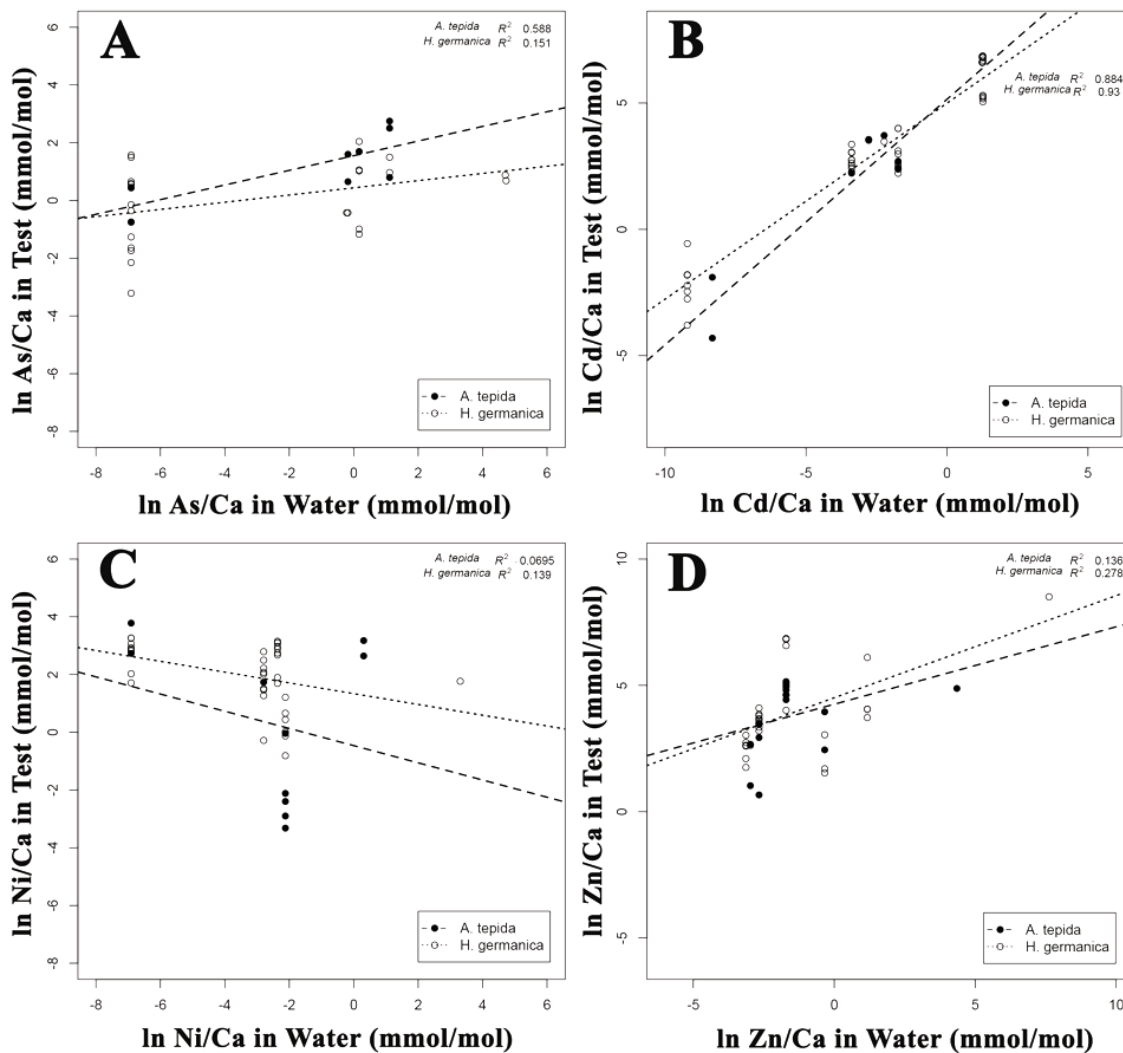 A
A. tepida R² 0.588
H. germanica R² 0.151
ln As/Ca in Test (mmol/mol)
6
4
2
0
-2
-4
-6
-8
A. tepida
H. germanica
-8 -6 -4 -2 0 2 4 6
ln As/Ca in Water (mmol/mol)
B
A. tepida R² 0.884
H. germanica R² 0.93
ln Cd/Ca in Test (mmol/mol)
5
0
-5
A. tepida
H. germanica
-10 -5 0 5
ln Cd/Ca in Water (mmol/mol)
C
A. tepida R² 0.0695
H. germanica R² 0.139
ln Ni/Ca in Test (mmol/mol)
6
4
2
0
-2
-4
-6
-8
A. tepida
H. germanica
-8 -6 -4 -2 0 2 4 6
ln Ni/Ca in Water (mmol/mol)
D
A. tepida R² 0.136
H. germanica R² 0.278
ln Zn/Ca in Test (mmol/mol)
10
5
0
-5
A. tepida
H. germanica
-5 0 5 10
ln Zn/Ca in Water (mmol/mol)